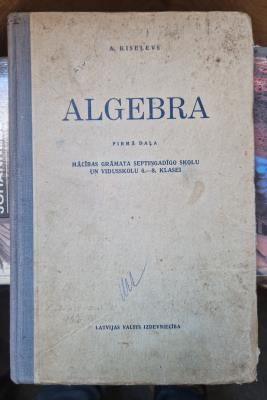 A. KISEĻEVS
ALGEBRA
PIRMĀ DAĻA
MĀCĪBAS GRĀMATA SEPTIŅGADĪGO SKOLU
UN VIDUSSKOLU 6.—8. KLASEI
LATVIJAS VALSTS IZDEVNIECĪBA